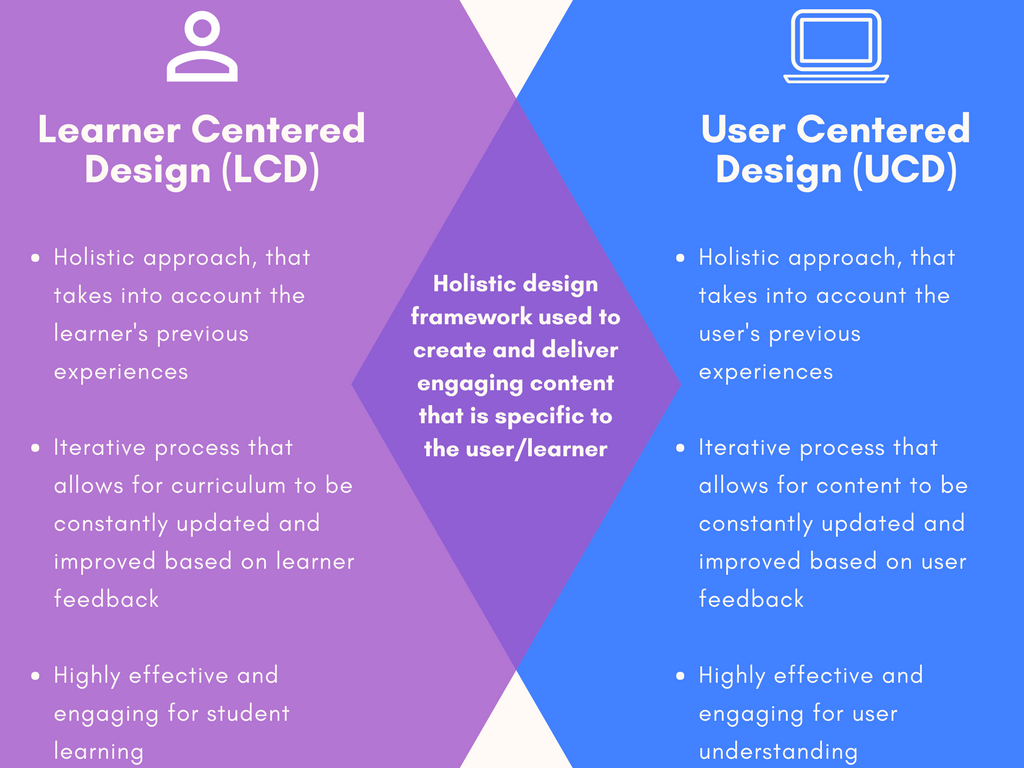 Learner Centered
Design (LCD)
• Holistic approach, that
takes into account the
learner's previous
experiences
• Iterative process that
allows for curriculum to be
constantly updated and
improved based on learner
feedback
• Highly effective and
engaging for student
learning
Holistic design
framework used to
create and deliver
engaging content
that is specific to
the user/learner
User Centered
Design (UCD)
• Holistic approach, that
takes into account the
user's previous
experiences
• Iterative process that
allows for content to be
constantly updated and
improved based on user
feedback
• Highly effective and
engaging for user
understanding